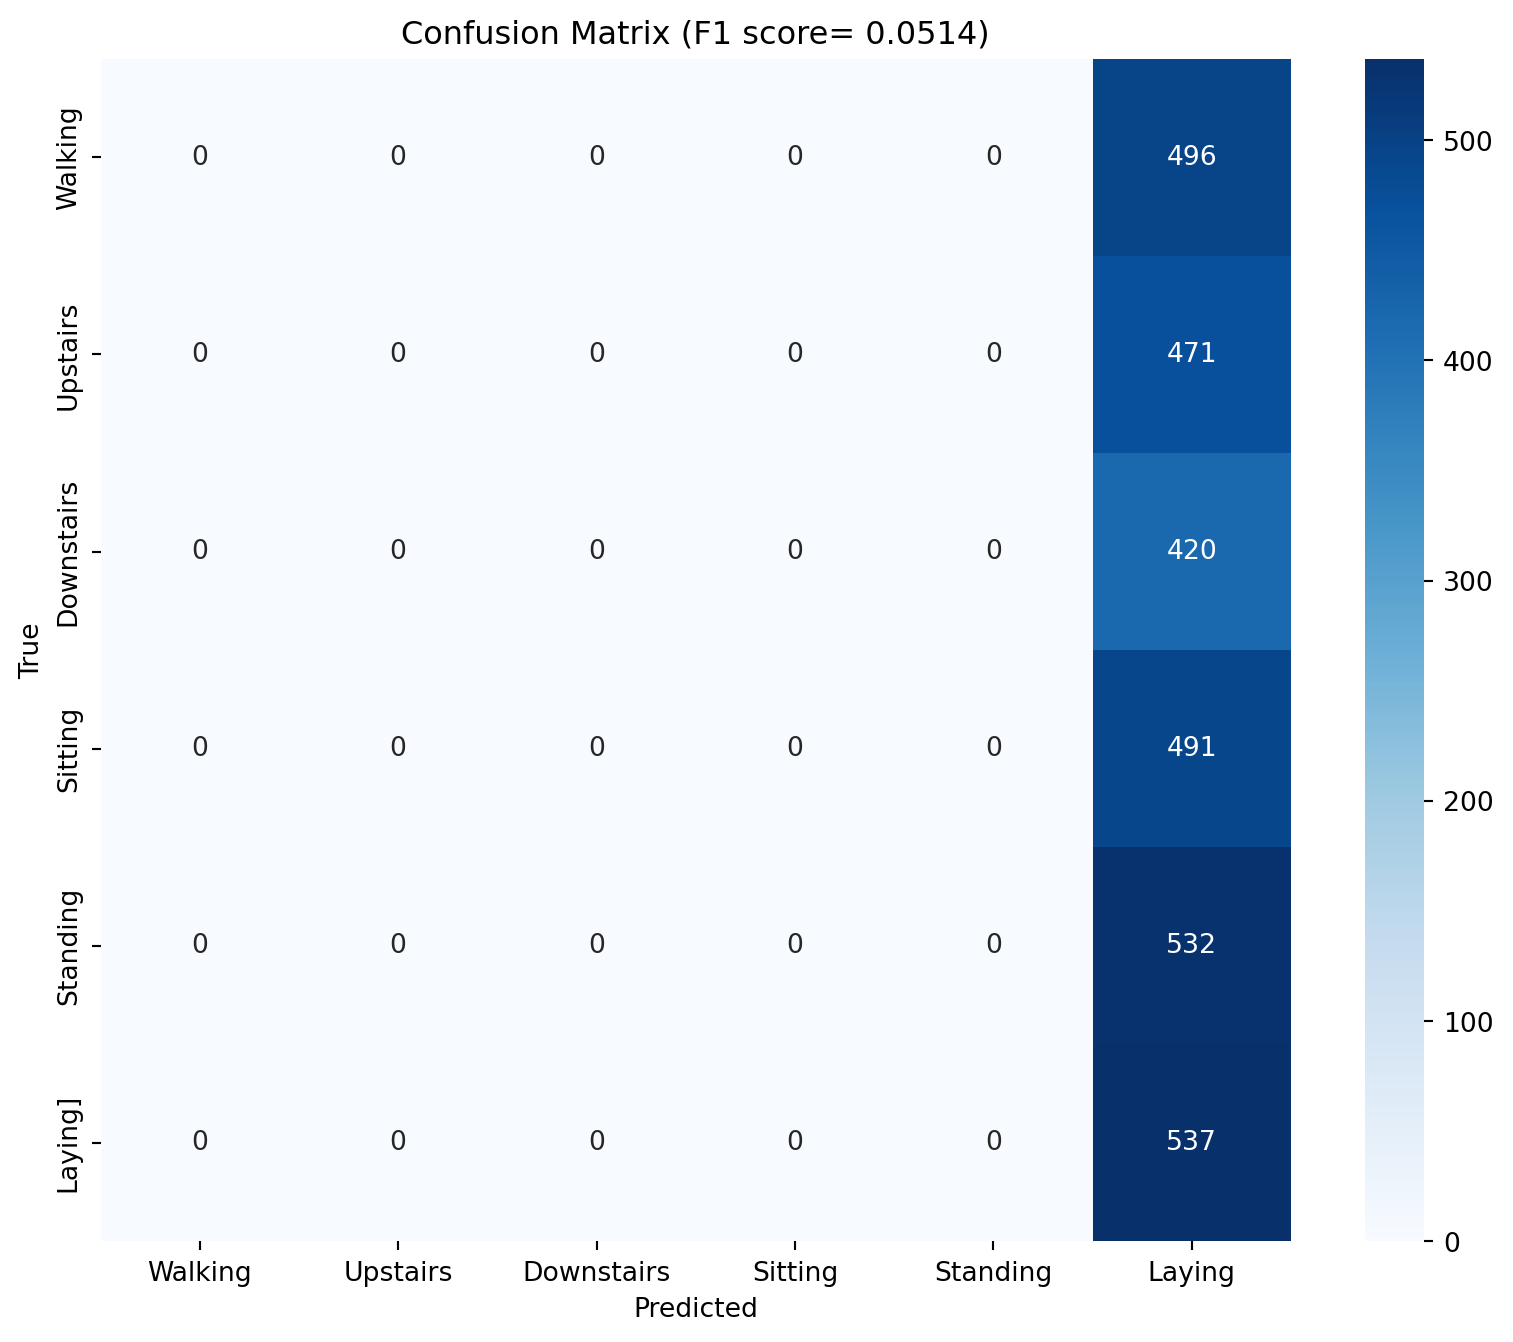 Confusion Matrix (F1 score= 0.0514)
Walking 0 0 0 0 0 496
Upstairs 0 0 0 0 0 471
Downstairs 0 0 0 0 0 420
Sitting 0 0 0 0 0 491
Standing 0 0 0 0 0 532
Laying] 0 0 0 0 0 537
True
Walking Upstairs Downstairs Sitting Standing Laying
Predicted
500
400
300
200
100
0